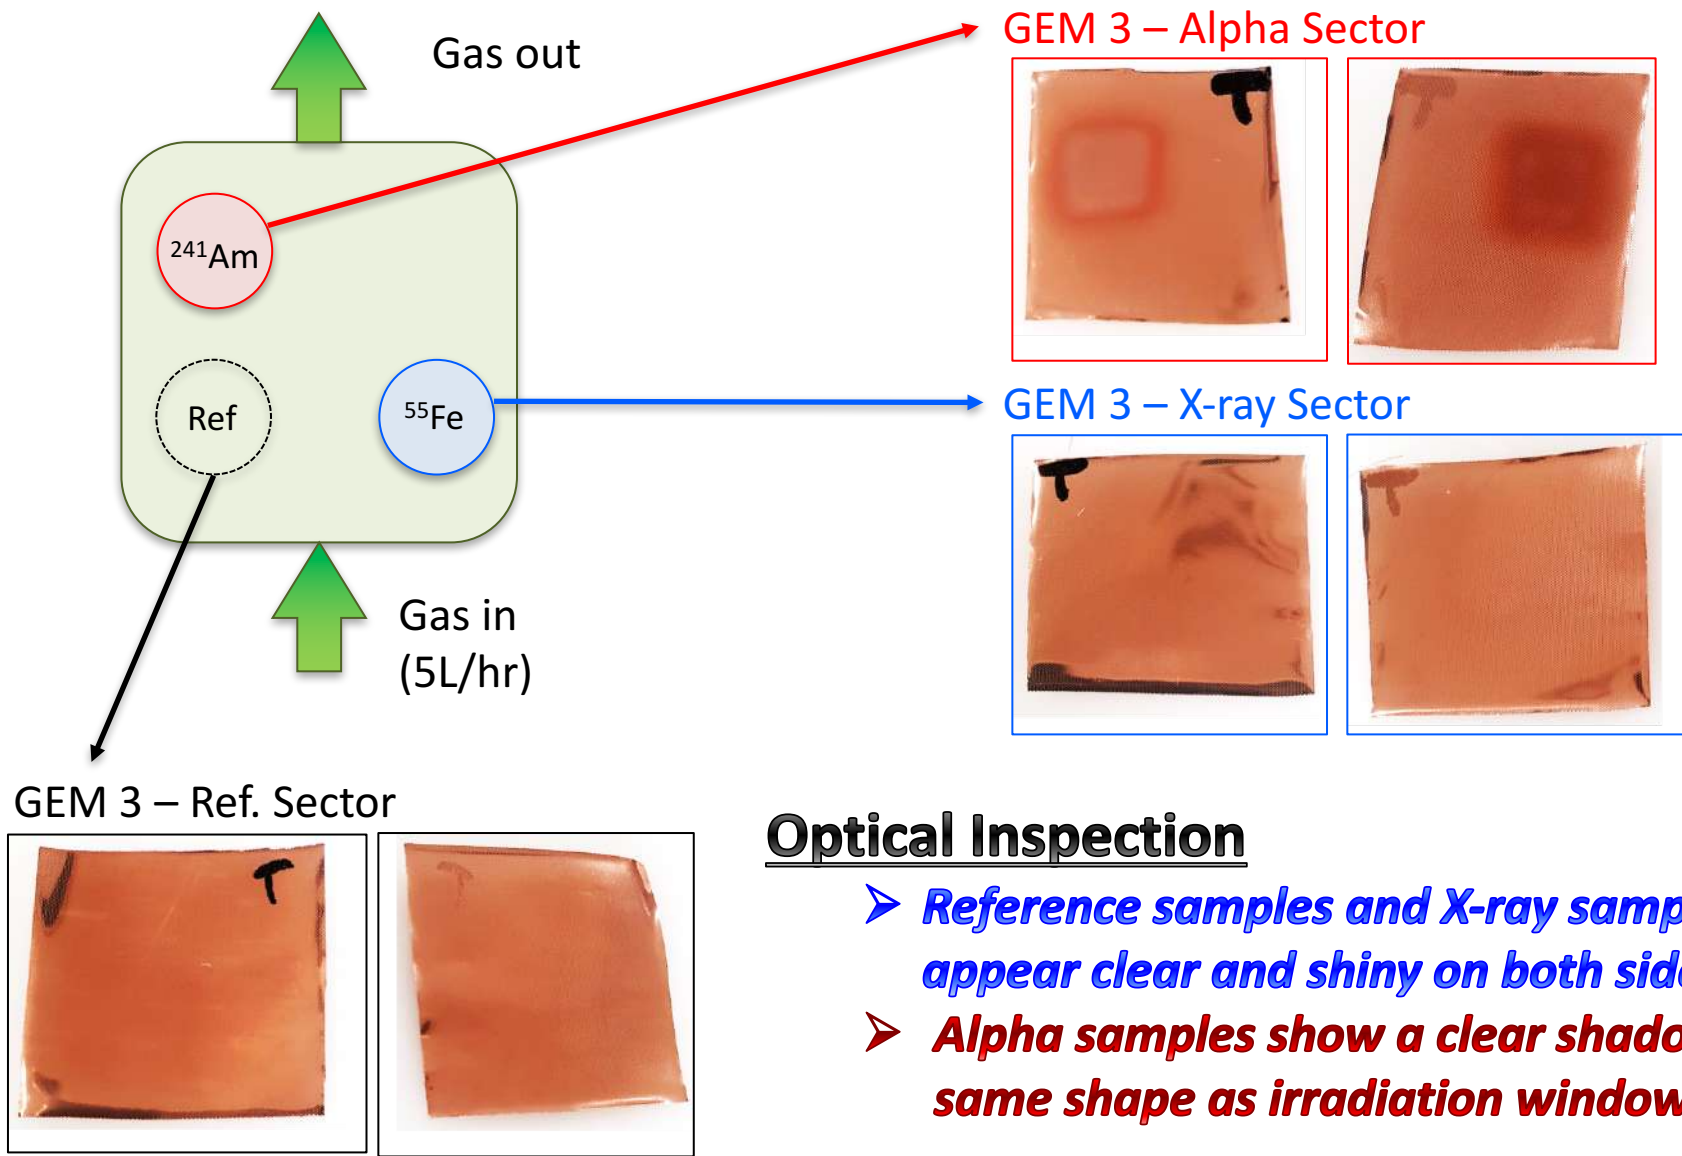 Gas out
GEM 3 – Alpha Sector
T
T
²⁴¹Am
Ref
⁵⁵Fe
GEM 3 – X-ray Sector
T
T
Gas in
(5L/hr)
GEM 3 – Ref. Sector
T
T
Optical Inspection
➢ Reference samples and X-ray samp
appear clear and shiny on both side
➢ Alpha samples show a clear shado
same shape as irradiation window